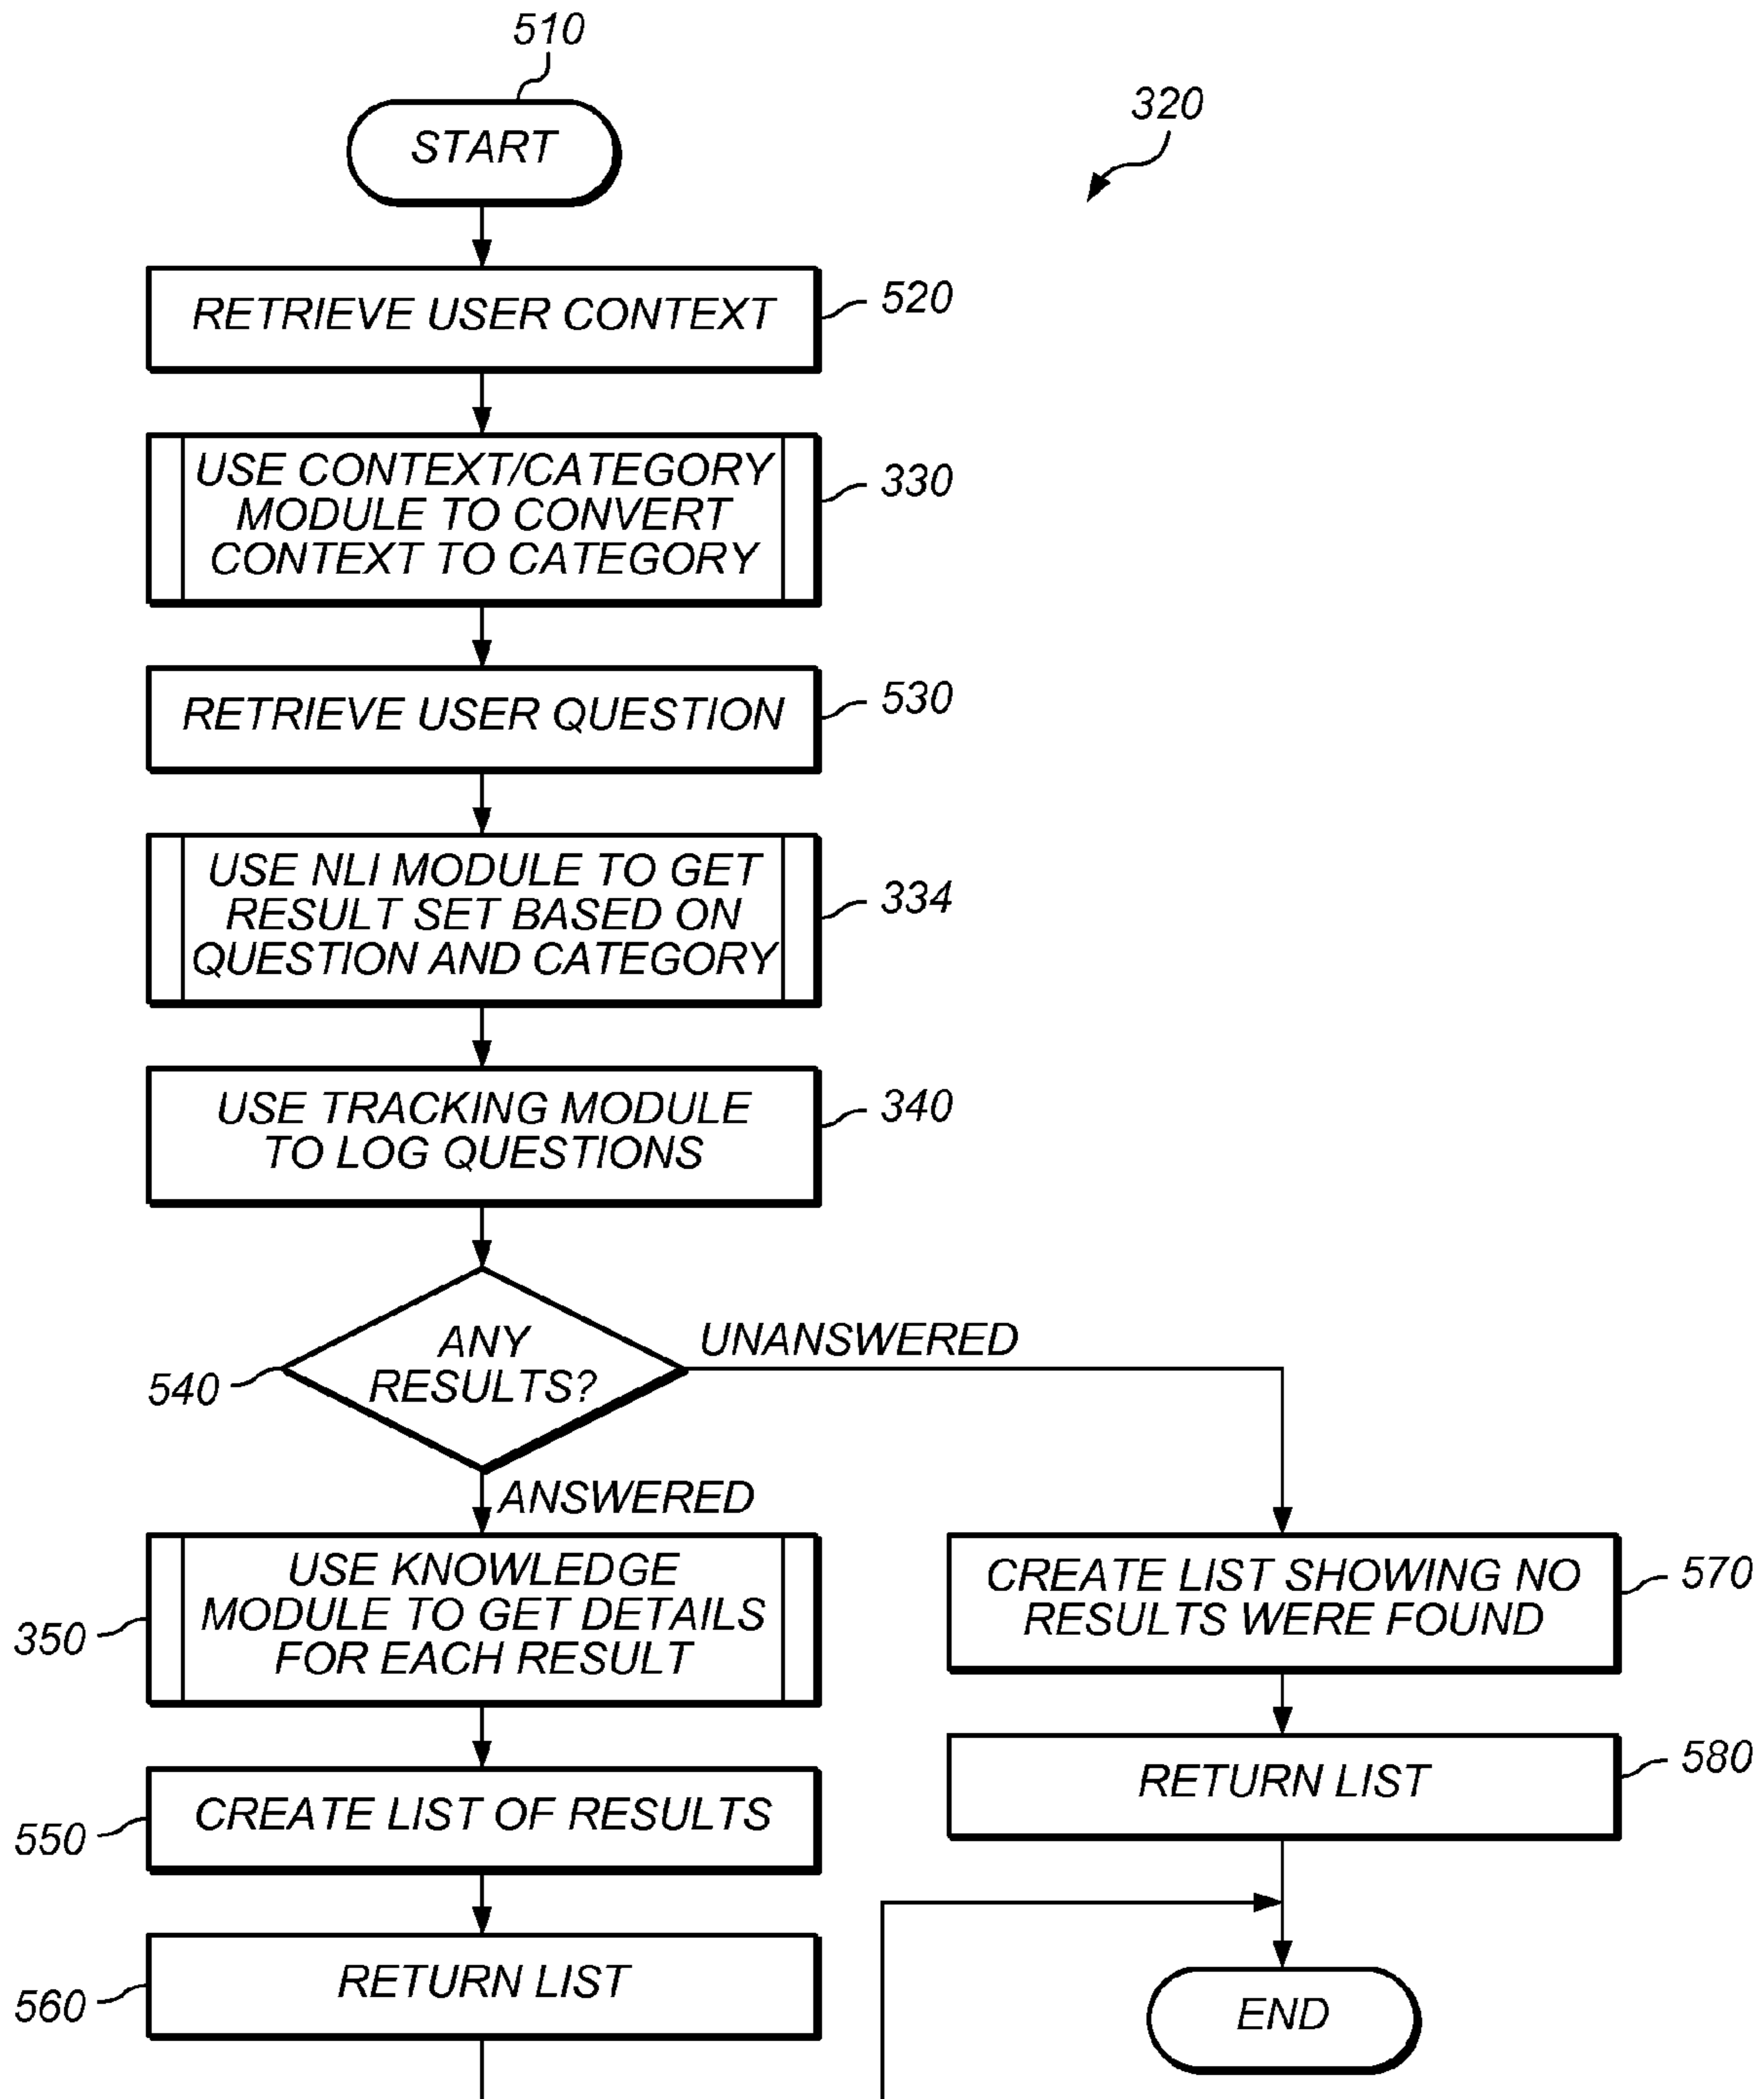 510
320
START
RETRIEVE USER CONTEXT
520
USE CONTEXT/CATEGORY
MODULE TO CONVERT
CONTEXT TO CATEGORY
330
RETRIEVE USER QUESTION
530
USE NLI MODULE TO GET
RESULT SET BASED ON
QUESTION AND CATEGORY
334
USE TRACKING MODULE
TO LOG QUESTIONS
340
ANY
RESULTS?
540
UNANSWERED
ANSWERED
USE KNOWLEDGE
MODULE TO GET DETAILS
FOR EACH RESULT
350
CREATE LIST SHOWING NO
RESULTS WERE FOUND
570
CREATE LIST OF RESULTS
550
RETURN LIST
580
RETURN LIST
560
END